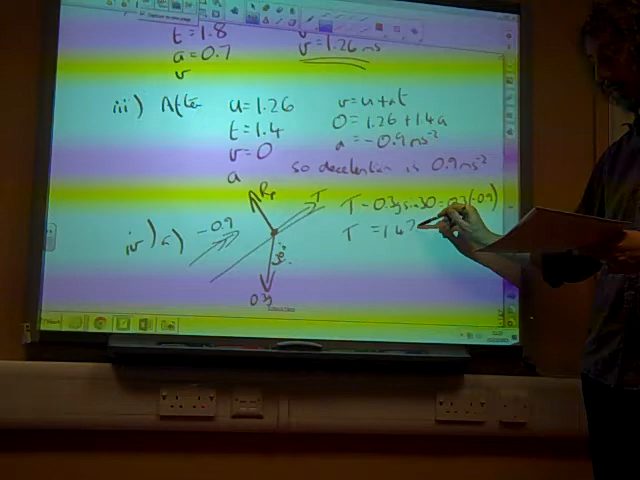 t = 1.8
a = 0.7
v
v = 1.26 ms
iii) After
u = 1.26
t = 1.4
v = 0
a
v = u + at
0 = 1.26 + 1.4a
a = -0.9 ms⁻²
so deceleration is 0.9 ms⁻²
iv) a)
-0.9
T
30°
0.3g
T - 0.3g sin 30 = 0.3(-0.9)
T = 1.47